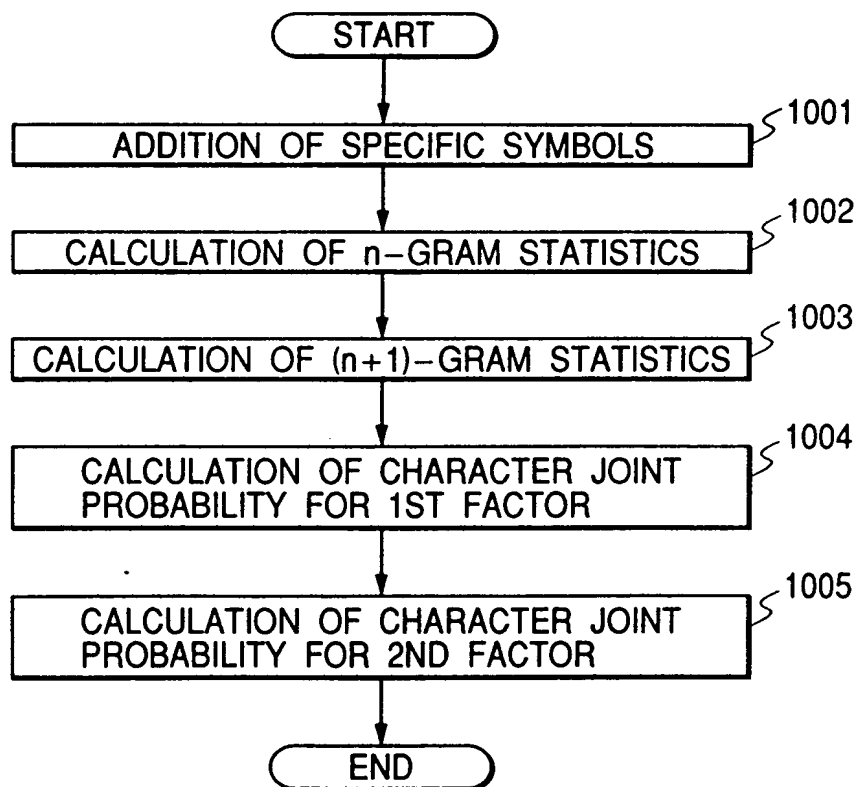 START
1001
ADDITION OF SPECIFIC SYMBOLS
1002
CALCULATION OF n-GRAM STATISTICS
1003
CALCULATION OF (n+1)-GRAM STATISTICS
1004
CALCULATION OF CHARACTER JOINT
PROBABILITY FOR 1ST FACTOR
1005
CALCULATION OF CHARACTER JOINT
PROBABILITY FOR 2ND FACTOR
END